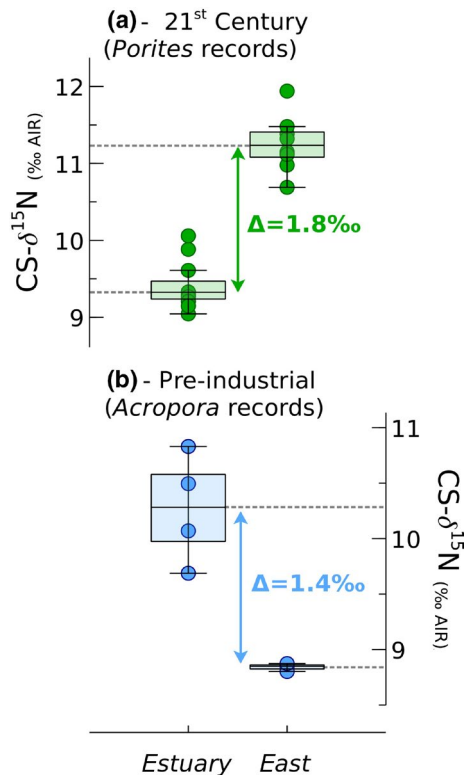 (a) - 21st Century
(Porites records)
12
11
10
9
CS-δ15N (‰ AIR)
Δ=1.8‰
(b) - Pre-industrial
(Acropora records)
11
10
9
CS-δ15N (‰ AIR)
Δ=1.4‰
Estuary East